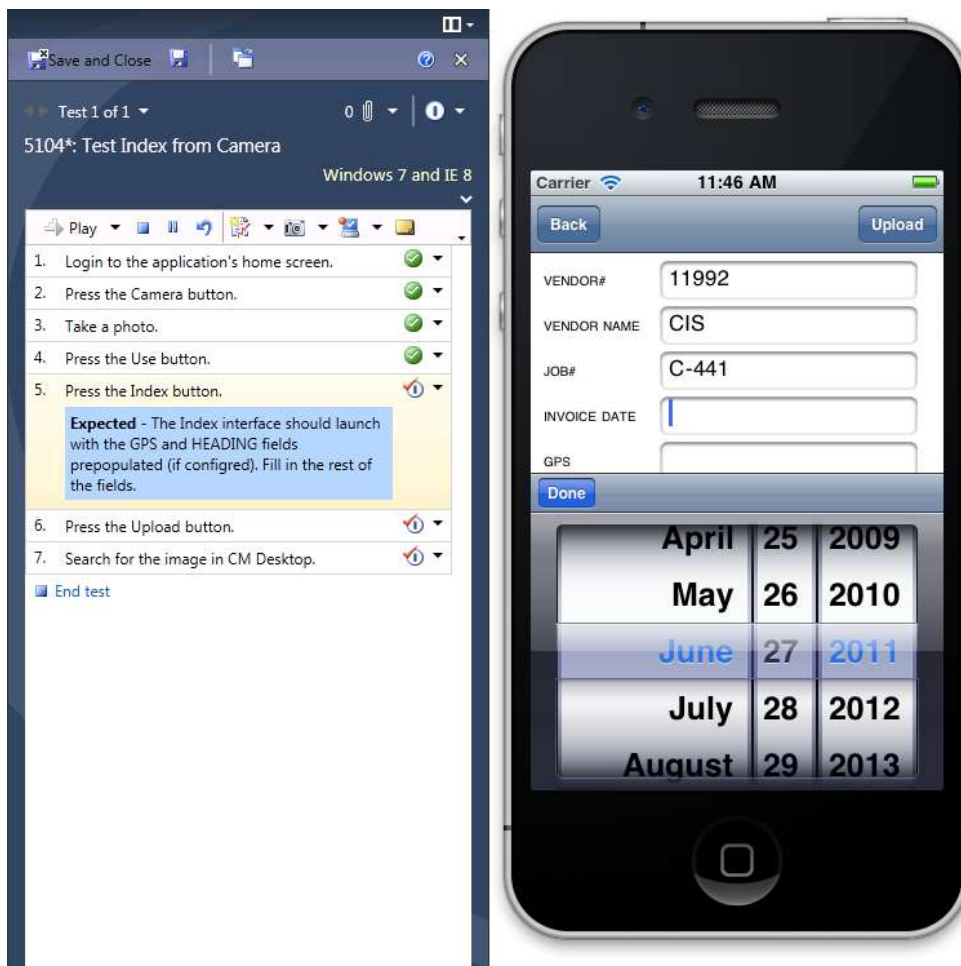 Save and Close
Test 1 of 1
0
5104*: Test Index from Camera
Windows 7 and IE 8
Play
1. Login to the application's home screen.
2. Press the Camera button.
3. Take a photo.
4. Press the Use button.
5. Press the Index button.
Expected - The Index interface should launch
with the GPS and HEADING fields
prepopulated (if configred). Fill in the rest of
the fields.
6. Press the Upload button.
7. Search for the image in CM Desktop.
End test
Carrier 11:46 AM
Back Upload
VENDOR# 11992
VENDOR NAME CIS
JOB# C-441
INVOICE DATE
GPS
Done
April 25 2009
May 26 2010
June 27 2011
July 28 2012
August 29 2013